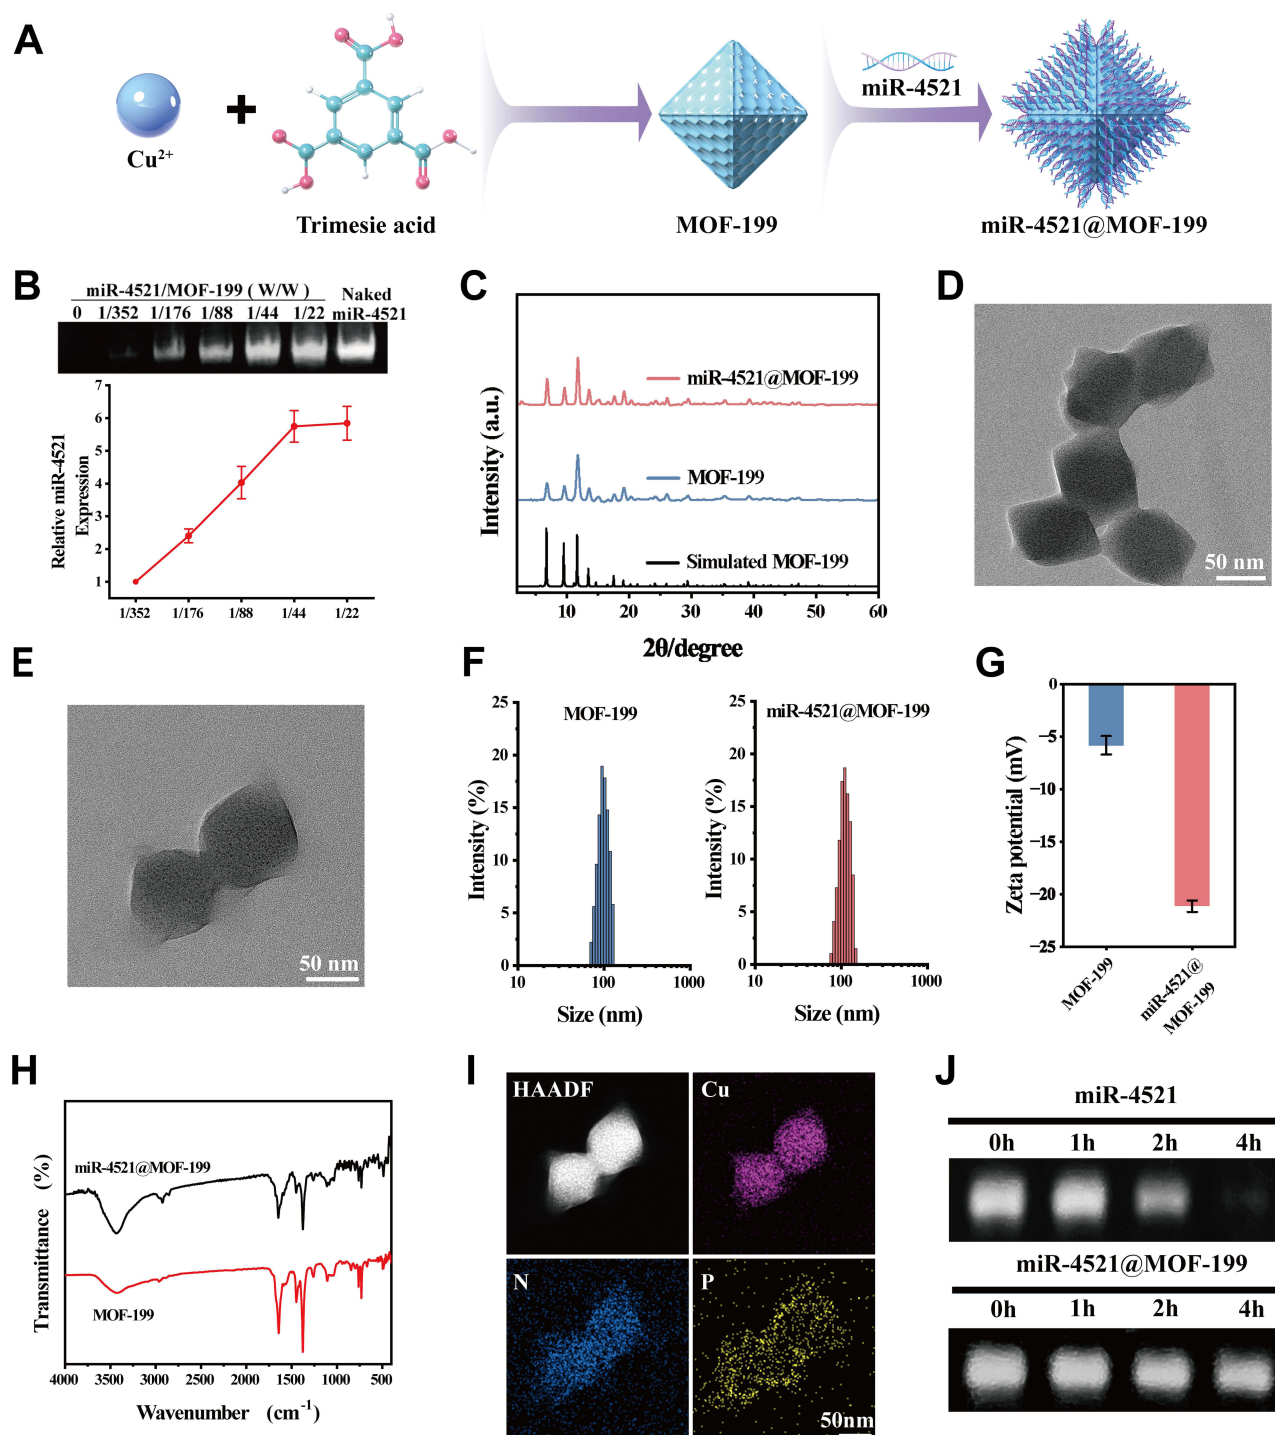 A
Cu²⁺
+
Trimesie acid
MOF-199
miR-4521
miR-4521@MOF-199
B
miR-4521/MOF-199 ( W/W )
Naked
miR-4521
0 1/352 1/176 1/88 1/44 1/22
Relative miR-4521
Expression
7
6
5
4
3
2
1
1/352 1/176 1/88 1/44 1/22
C
Intensity (a.u.)
miR-4521@MOF-199
MOF-199
Simulated MOF-199
10 20 30 40 50 60
2θ/degree
D
50 nm
E
50 nm
F
MOF-199
Intensity (%)
25
20
15
10
5
0
10 100 1000
Size (nm)
miR-4521@MOF-199
Intensity (%)
25
20
15
10
5
0
10 100 1000
Size (nm)
G
Zeta potential (mV)
0
−5
−10
−15
−20
−25
MOF-199
miR-4521@
MOF-199
H
Transmittance (%)
miR-4521@MOF-199
MOF-199
4000 3500 3000 2500 2000 1500 1000 500
Wavenumber (cm⁻¹)
I
HAADF
Cu
N
P
50nm
J
miR-4521
0h 1h 2h 4h
miR-4521@MOF-199
0h 1h 2h 4h